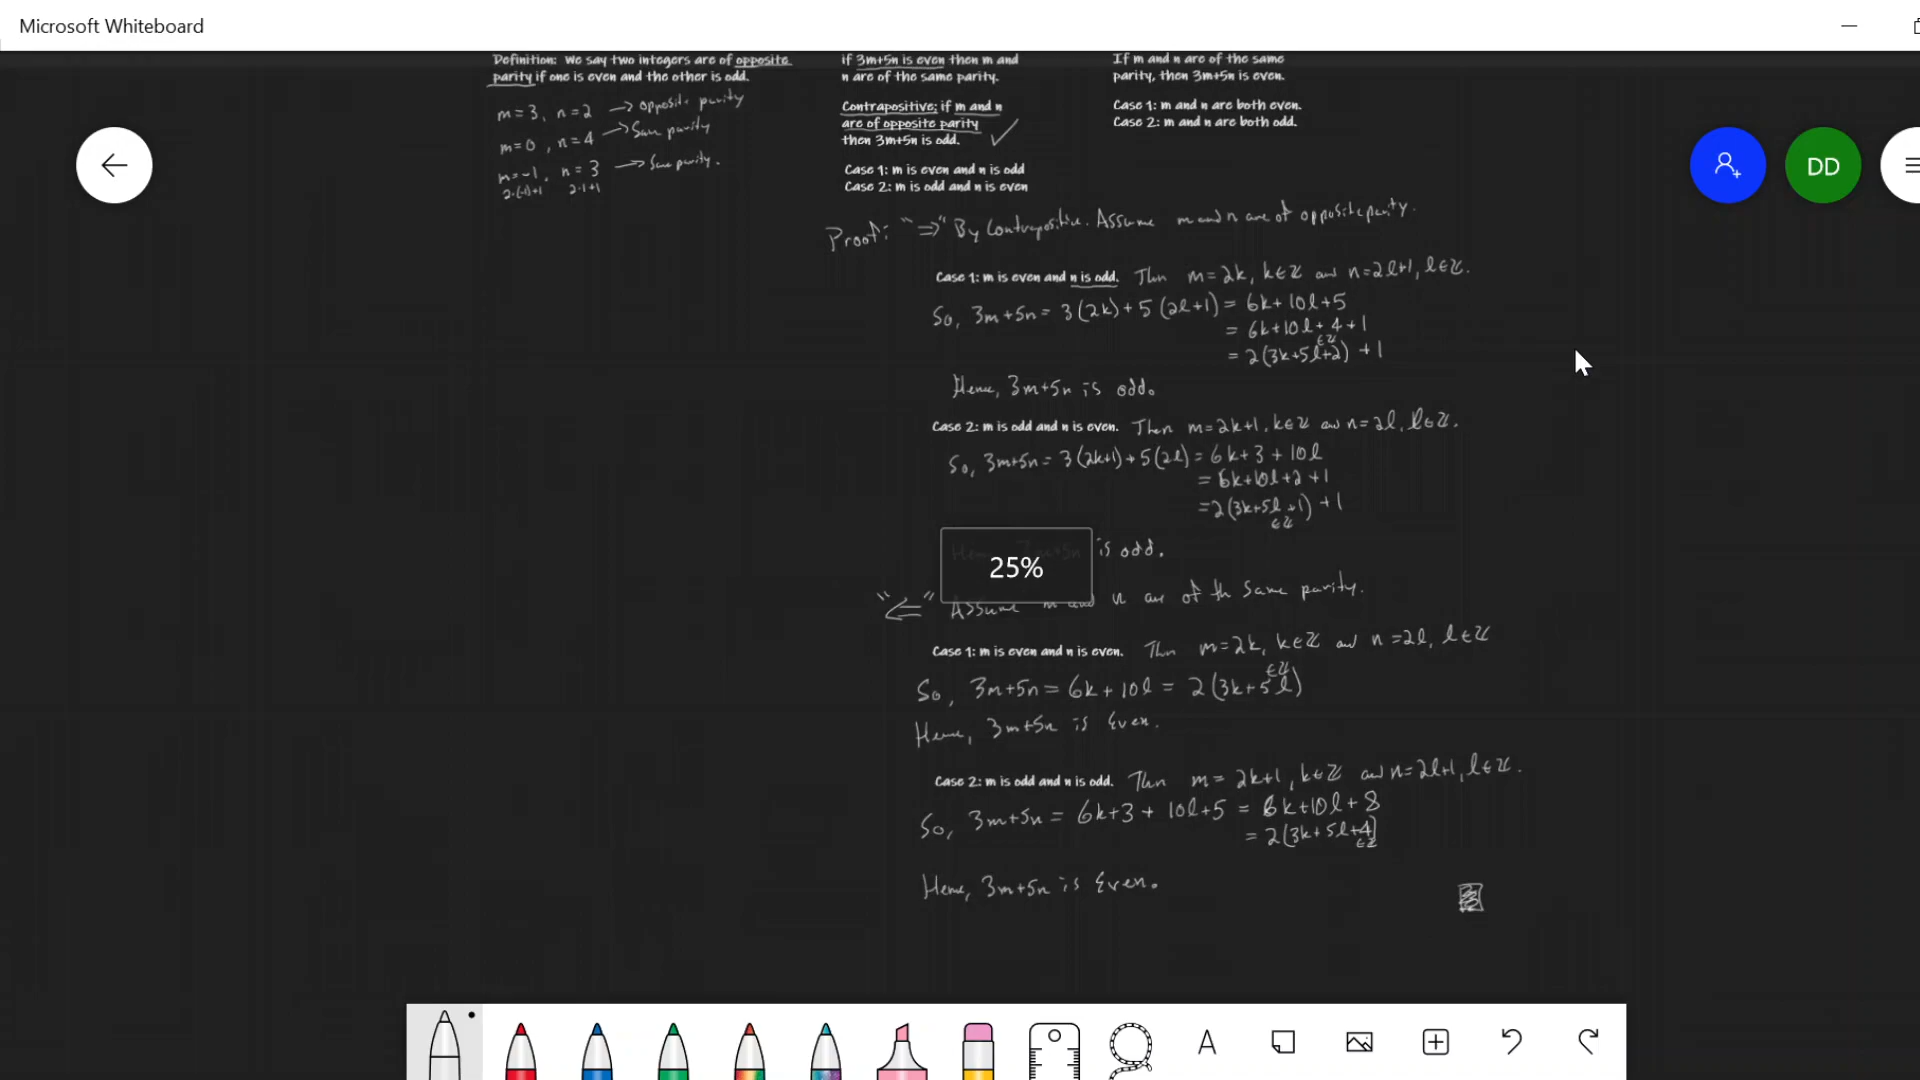 Microsoft Whiteboard
Definition: We say two integers are of opposite
parity if one is even and the other is odd.
m=3, n=2 → opposite parity
m=0, n=4 → Same parity
m=-1, n=3 → Same parity.
2·(-1)+1 2·1+1
if 3m+5n is even then m and
n are of the same parity.
Contrapositive: if m and n
are of opposite parity
then 3m+5n is odd. ✓
Case 1: m is even and n is odd
Case 2: m is odd and n is even
If m and n are of the same
parity, then 3m+5n is even.
Case 1: m and n are both even.
Case 2: m and n are both odd.
DD
Proof: "⇒" By Contrapositive. Assume m and n are of opposite parity.
Case 1: m is even and n is odd. Then m=2k, k∈ℤ and n=2l+1, l∈ℤ.
So, 3m+5n = 3(2k)+5(2l+1) = 6k+10l+5
= 6k+10l+4+1
= 2(3k+5l+2)+1
∈ℤ
Hence, 3m+5n is odd.
Case 2: m is odd and n is even. Then m=2k+1, k∈ℤ and n=2l, l∈ℤ.
So, 3m+5n = 3(2k+1)+5(2l) = 6k+3+10l
= 6k+10l+2+1
= 2(3k+5l+1)+1
∈ℤ
is odd.
25%
"⇐" Assume m and n are of the Same parity.
Case 1: m is even and n is even. Then m=2k, k∈ℤ and n=2l, l∈ℤ
∈ℤ
So, 3m+5n = 6k+10l = 2(3k+5l)
Hence, 3m+5n is Even.
Case 2: m is odd and n is odd. Then m=2k+1, k∈ℤ and n=2l+1, l∈ℤ.
So, 3m+5n = 6k+3+10l+5 = 6k+10l+8
= 2(3k+5l+4)
∈ℤ
Hence, 3m+5n is Even.